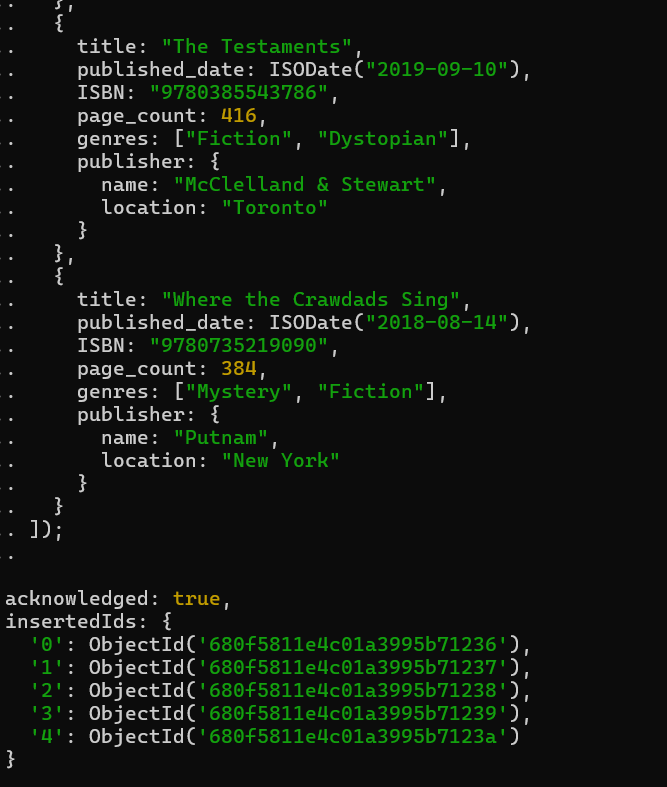 .. },
.. {
.. title: "The Testaments",
.. published_date: ISODate("2019-09-10"),
.. ISBN: "9780385543786",
.. page_count: 416,
.. genres: ["Fiction", "Dystopian"],
.. publisher: {
.. name: "McClelland & Stewart",
.. location: "Toronto"
.. }
.. },
.. {
.. title: "Where the Crawdads Sing",
.. published_date: ISODate("2018-08-14"),
.. ISBN: "9780735219090",
.. page_count: 384,
.. genres: ["Mystery", "Fiction"],
.. publisher: {
.. name: "Putnam",
.. location: "New York"
.. }
.. }
.. ]);
..
acknowledged: true,
insertedIds: {
'0': ObjectId('680f5811e4c01a3995b71236'),
'1': ObjectId('680f5811e4c01a3995b71237'),
'2': ObjectId('680f5811e4c01a3995b71238'),
'3': ObjectId('680f5811e4c01a3995b71239'),
'4': ObjectId('680f5811e4c01a3995b7123a')
}